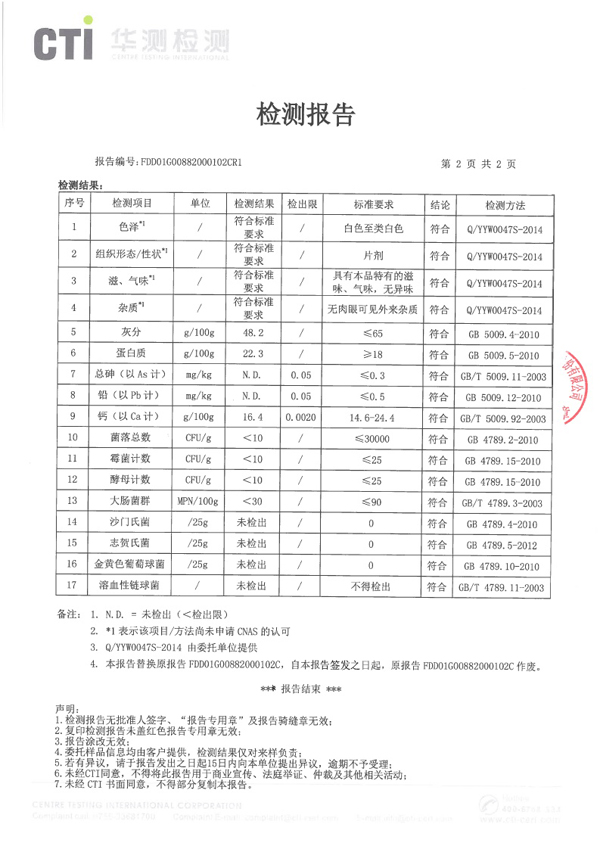 CTI 华测检测
CENTRE TESTING INTERNATIONAL
检测报告
报告编号:FDD01G00882000102CR1 第 2 页 共 2 页
检测结果:
序号 检测项目 单位 检测结果 检出限 标准要求 结论 检测方法
1 色泽*1 / 符合标准要求 / 白色至类白色 符合 Q/YYW0047S-2014
2 组织形态/性状*1 / 符合标准要求 / 片剂 符合 Q/YYW0047S-2014
3 滋、气味*1 / 符合标准要求 / 具有本品特有的滋味、气味，无异味 符合 Q/YYW0047S-2014
4 杂质*1 / 符合标准要求 / 无肉眼可见外来杂质 符合 Q/YYW0047S-2014
5 灰分 g/100g 48.2 / ≤65 符合 GB 5009.4-2010
6 蛋白质 g/100g 22.3 / ≥18 符合 GB 5009.5-2010
7 总砷（以 As 计） mg/kg N.D. 0.05 ≤0.3 符合 GB/T 5009.11-2003
8 铅（以 Pb 计） mg/kg N.D. 0.05 ≤0.5 符合 GB 5009.12-2010
9 钙（以 Ca 计） g/100g 16.4 0.0020 14.6-24.4 符合 GB/T 5009.92-2003
10 菌落总数 CFU/g <10 / ≤30000 符合 GB 4789.2-2010
11 霉菌计数 CFU/g <10 / ≤25 符合 GB 4789.15-2010
12 酵母计数 CFU/g <10 / ≤25 符合 GB 4789.15-2010
13 大肠菌群 MPN/100g <30 / ≤90 符合 GB/T 4789.3-2003
14 沙门氏菌 /25g 未检出 / 0 符合 GB 4789.4-2010
15 志贺氏菌 /25g 未检出 / 0 符合 GB 4789.5-2012
16 金黄色葡萄球菌 /25g 未检出 / 0 符合 GB 4789.10-2010
17 溶血性链球菌 / 未检出 / 不得检出 符合 GB/T 4789.11-2003
备注: 1. N.D. = 未检出（<检出限）
2. *1 表示该项目/方法尚未申请 CNAS 的认可
3. Q/YYW0047S-2014 由委托单位提供
4. 本报告替换原报告 FDD01G00882000102C，自本报告签发之日起，原报告 FDD01G00882000102C 作废。
*** 报告结束 ***
声明:
1.检测报告无批准人签字、“报告专用章”及报告骑缝章无效;
2.复印检测报告未盖红色报告专用章无效;
3.报告涂改无效;
4.委托样品信息均由客户提供，检测结果仅对来样负责;
5.若有异议，请于报告发出之日起15日内向本单位提出异议，逾期不予受理;
6.未经CTI同意，不得将此报告用于商业宣传、法庭举证、仲裁及其他相关活动;
7.未经 CTI 书面同意，不得部分复制本报告。
CENTRE TESTING INTERNATIONAL CORPORATION